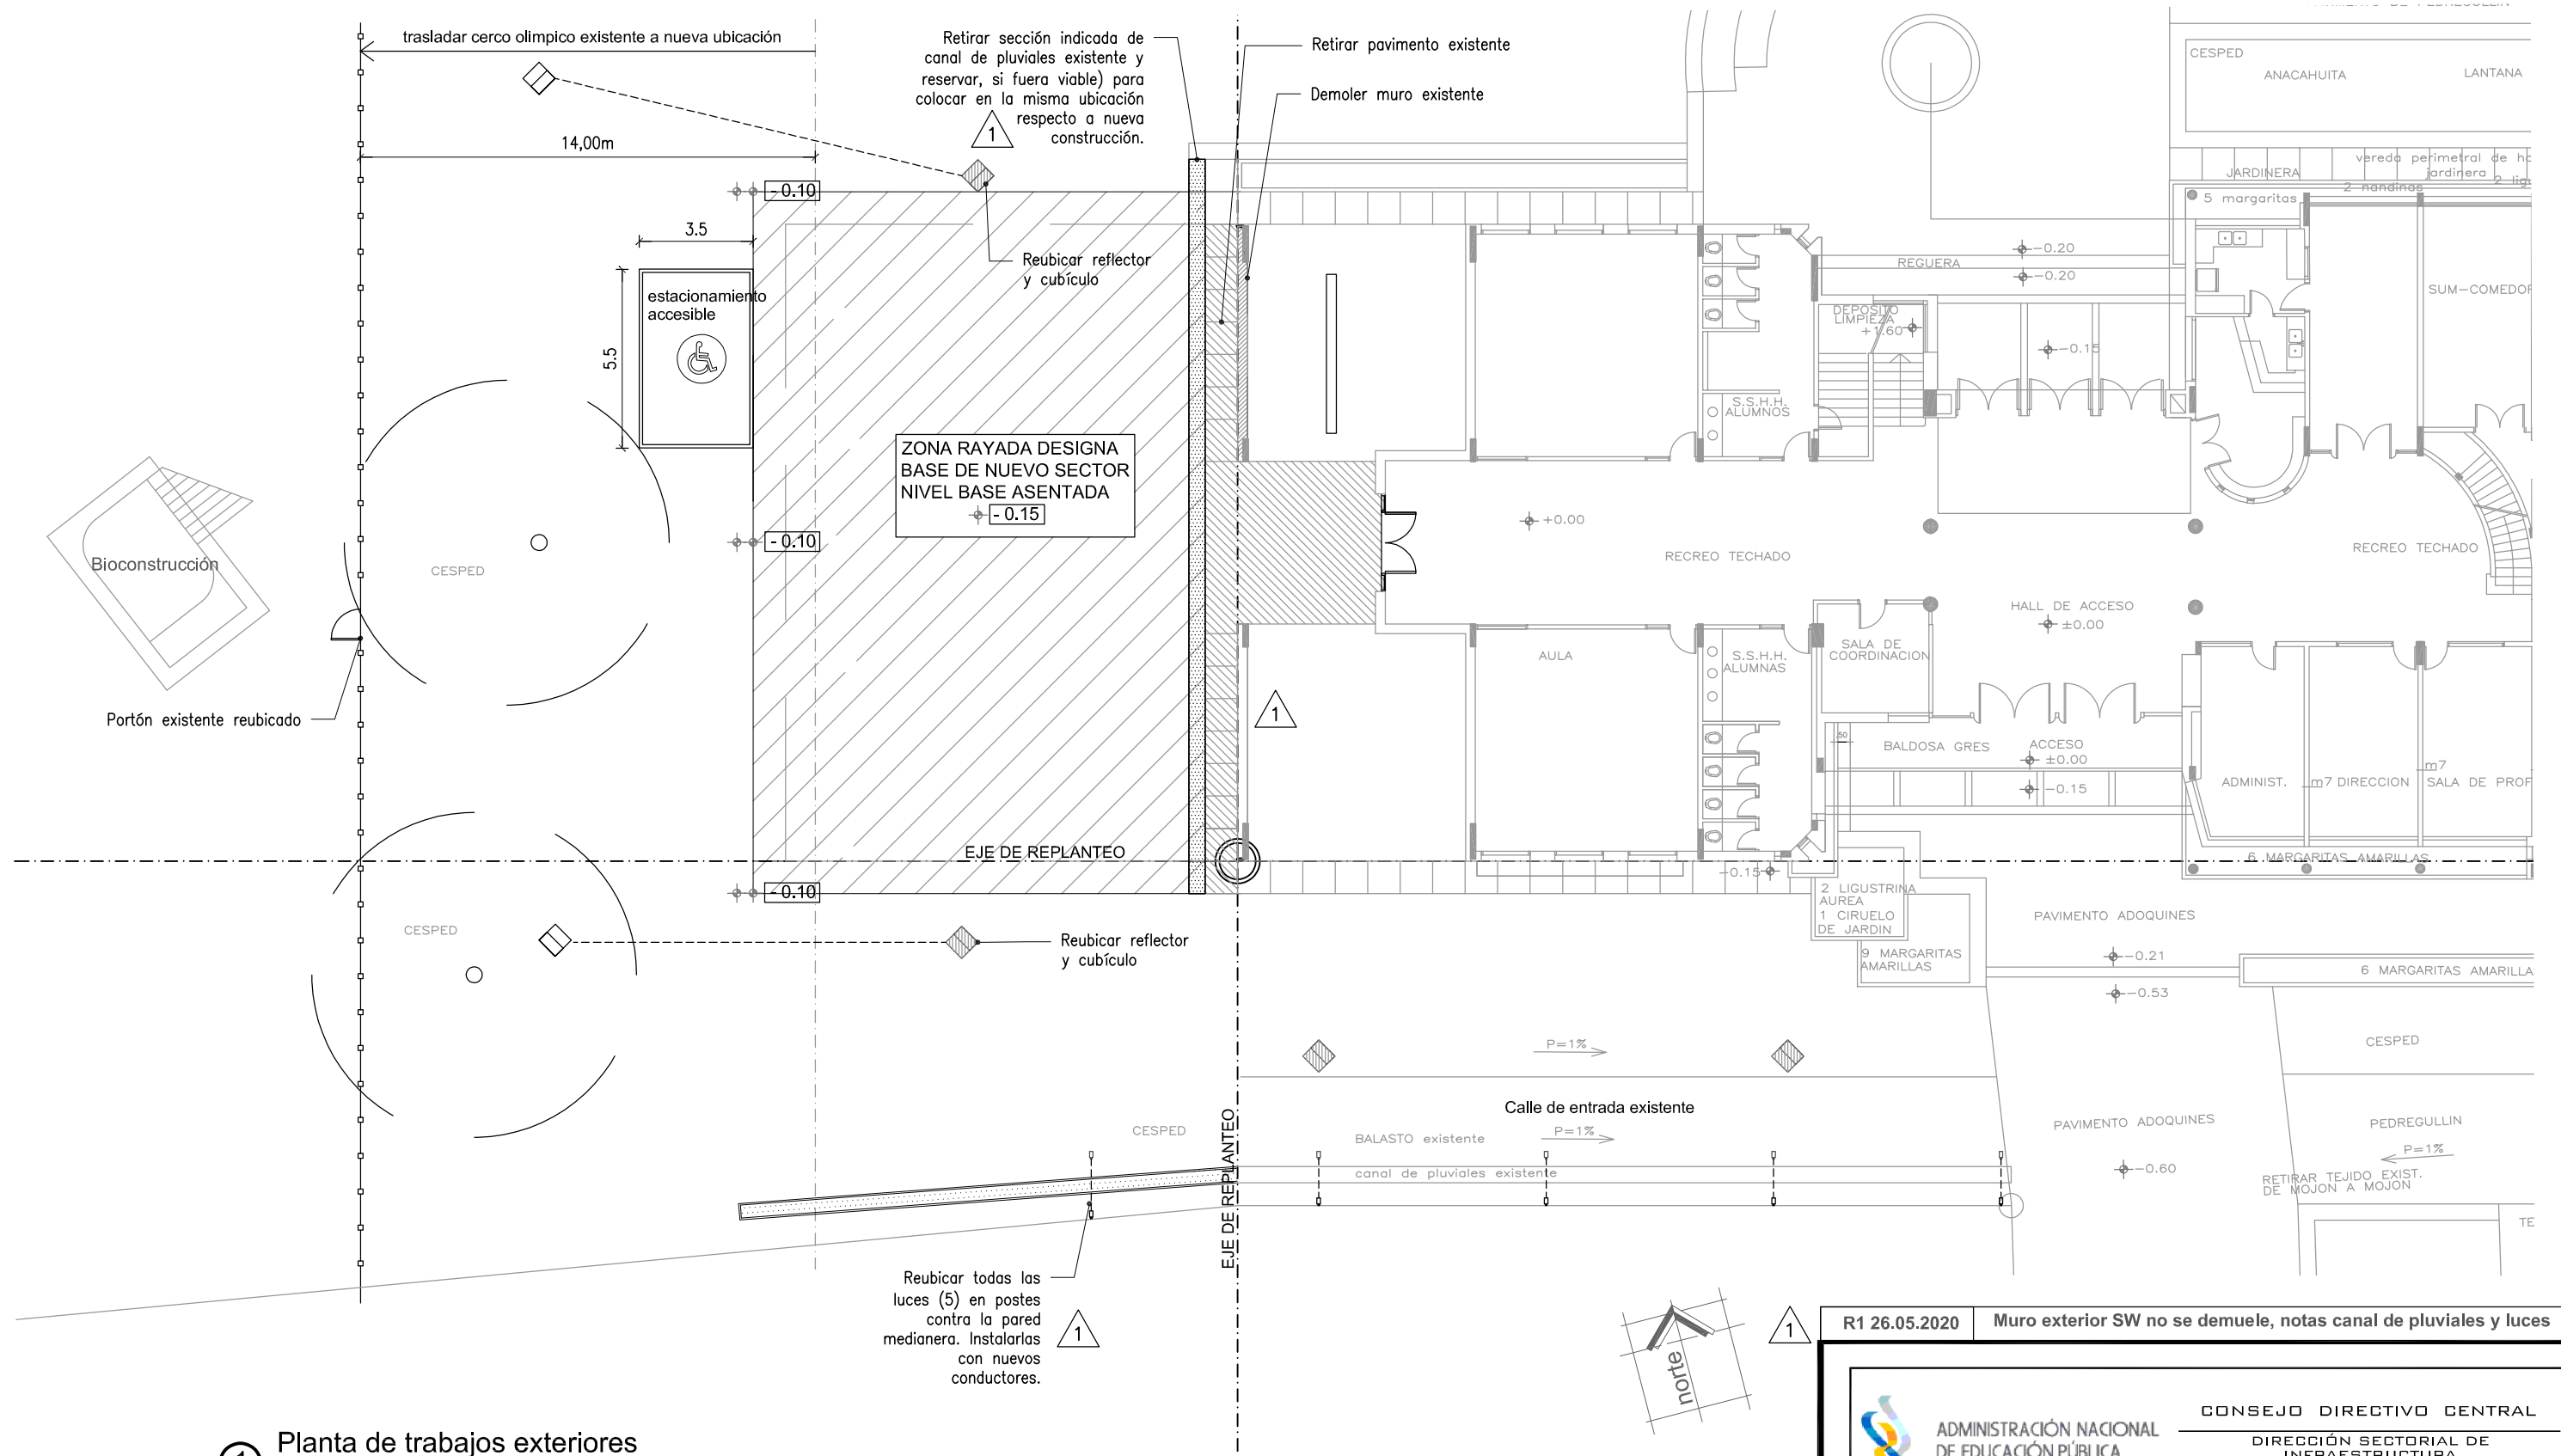 trasladar cerco olimpico existente a nueva ubicación
14,00m
Retirar sección indicada de
canal de pluviales existente y
reservar, si fuera viable) para
colocar en la misma ubicación
respecto a nueva
construcción.
1
Retirar pavimento existente
Demoler muro existente
- 0.10
3.5
5.5
estacionamiento
accesible
Reubicar reflector
y cubículo
ZONA RAYADA DESIGNA
BASE DE NUEVO SECTOR
NIVEL BASE ASENTADA
- 0.15
- 0.10
Bioconstrucción
CESPED
Portón existente reubicado
EJE DE REPLANTEO
- 0.10
CESPED
Reubicar reflector
y cubículo
1
CESPED
EJE DE REPLANTEO
Reubicar todas las
luces (5) en postes
contra la pared
medianera. Instalarlas
con nuevos
conductores.
1
CESPED
ANACAHUITA
LANTANA
vereda perimetral de
JARDINERA
jardinera
2 nandinas
5 margaritas
-0.20
REGUERA
-0.20
SUM-COMEDOR
DEPOSITO
LIMPIEZA
+1.60
-0.15
S.S.H.H.
ALUMNOS
+0.00
RECREO TECHADO
RECREO TECHADO
HALL DE ACCESO
±0.00
AULA
S.S.H.H.
ALUMNAS
SALA DE
COORDINACION
.50
BALDOSA GRES
ACCESO
±0.00
-0.15
ADMINIST.
m7
DIRECCION
m7
SALA DE PROF
6 MARGARITAS AMARILLAS
-0.15
2 LIGUSTRINA
AUREA
1 CIRUELO
DE JARDIN
9 MARGARITAS
AMARILLAS
PAVIMENTO ADOQUINES
-0.21
-0.53
6 MARGARITAS AMARILLA
P=1%
CESPED
Calle de entrada existente
BALASTO existente
P=1%
canal de pluviales existente
PAVIMENTO ADOQUINES
-0.60
PEDREGULLIN
P=1%
RETIRAR TEJIDO EXIST.
DE MOJON A MOJON
TE
norte
1
R1 26.05.2020
Muro exterior SW no se demuele, notas canal de pluviales y luces
ADMINISTRACIÓN NACIONAL
DE EDUCACIÓN PÚBLICA
CONSEJO DIRECTIVO CENTRAL
DIRECCIÓN SECTORIAL DE
INFRAESTRUCTURA
1
Planta de trabajos exteriores